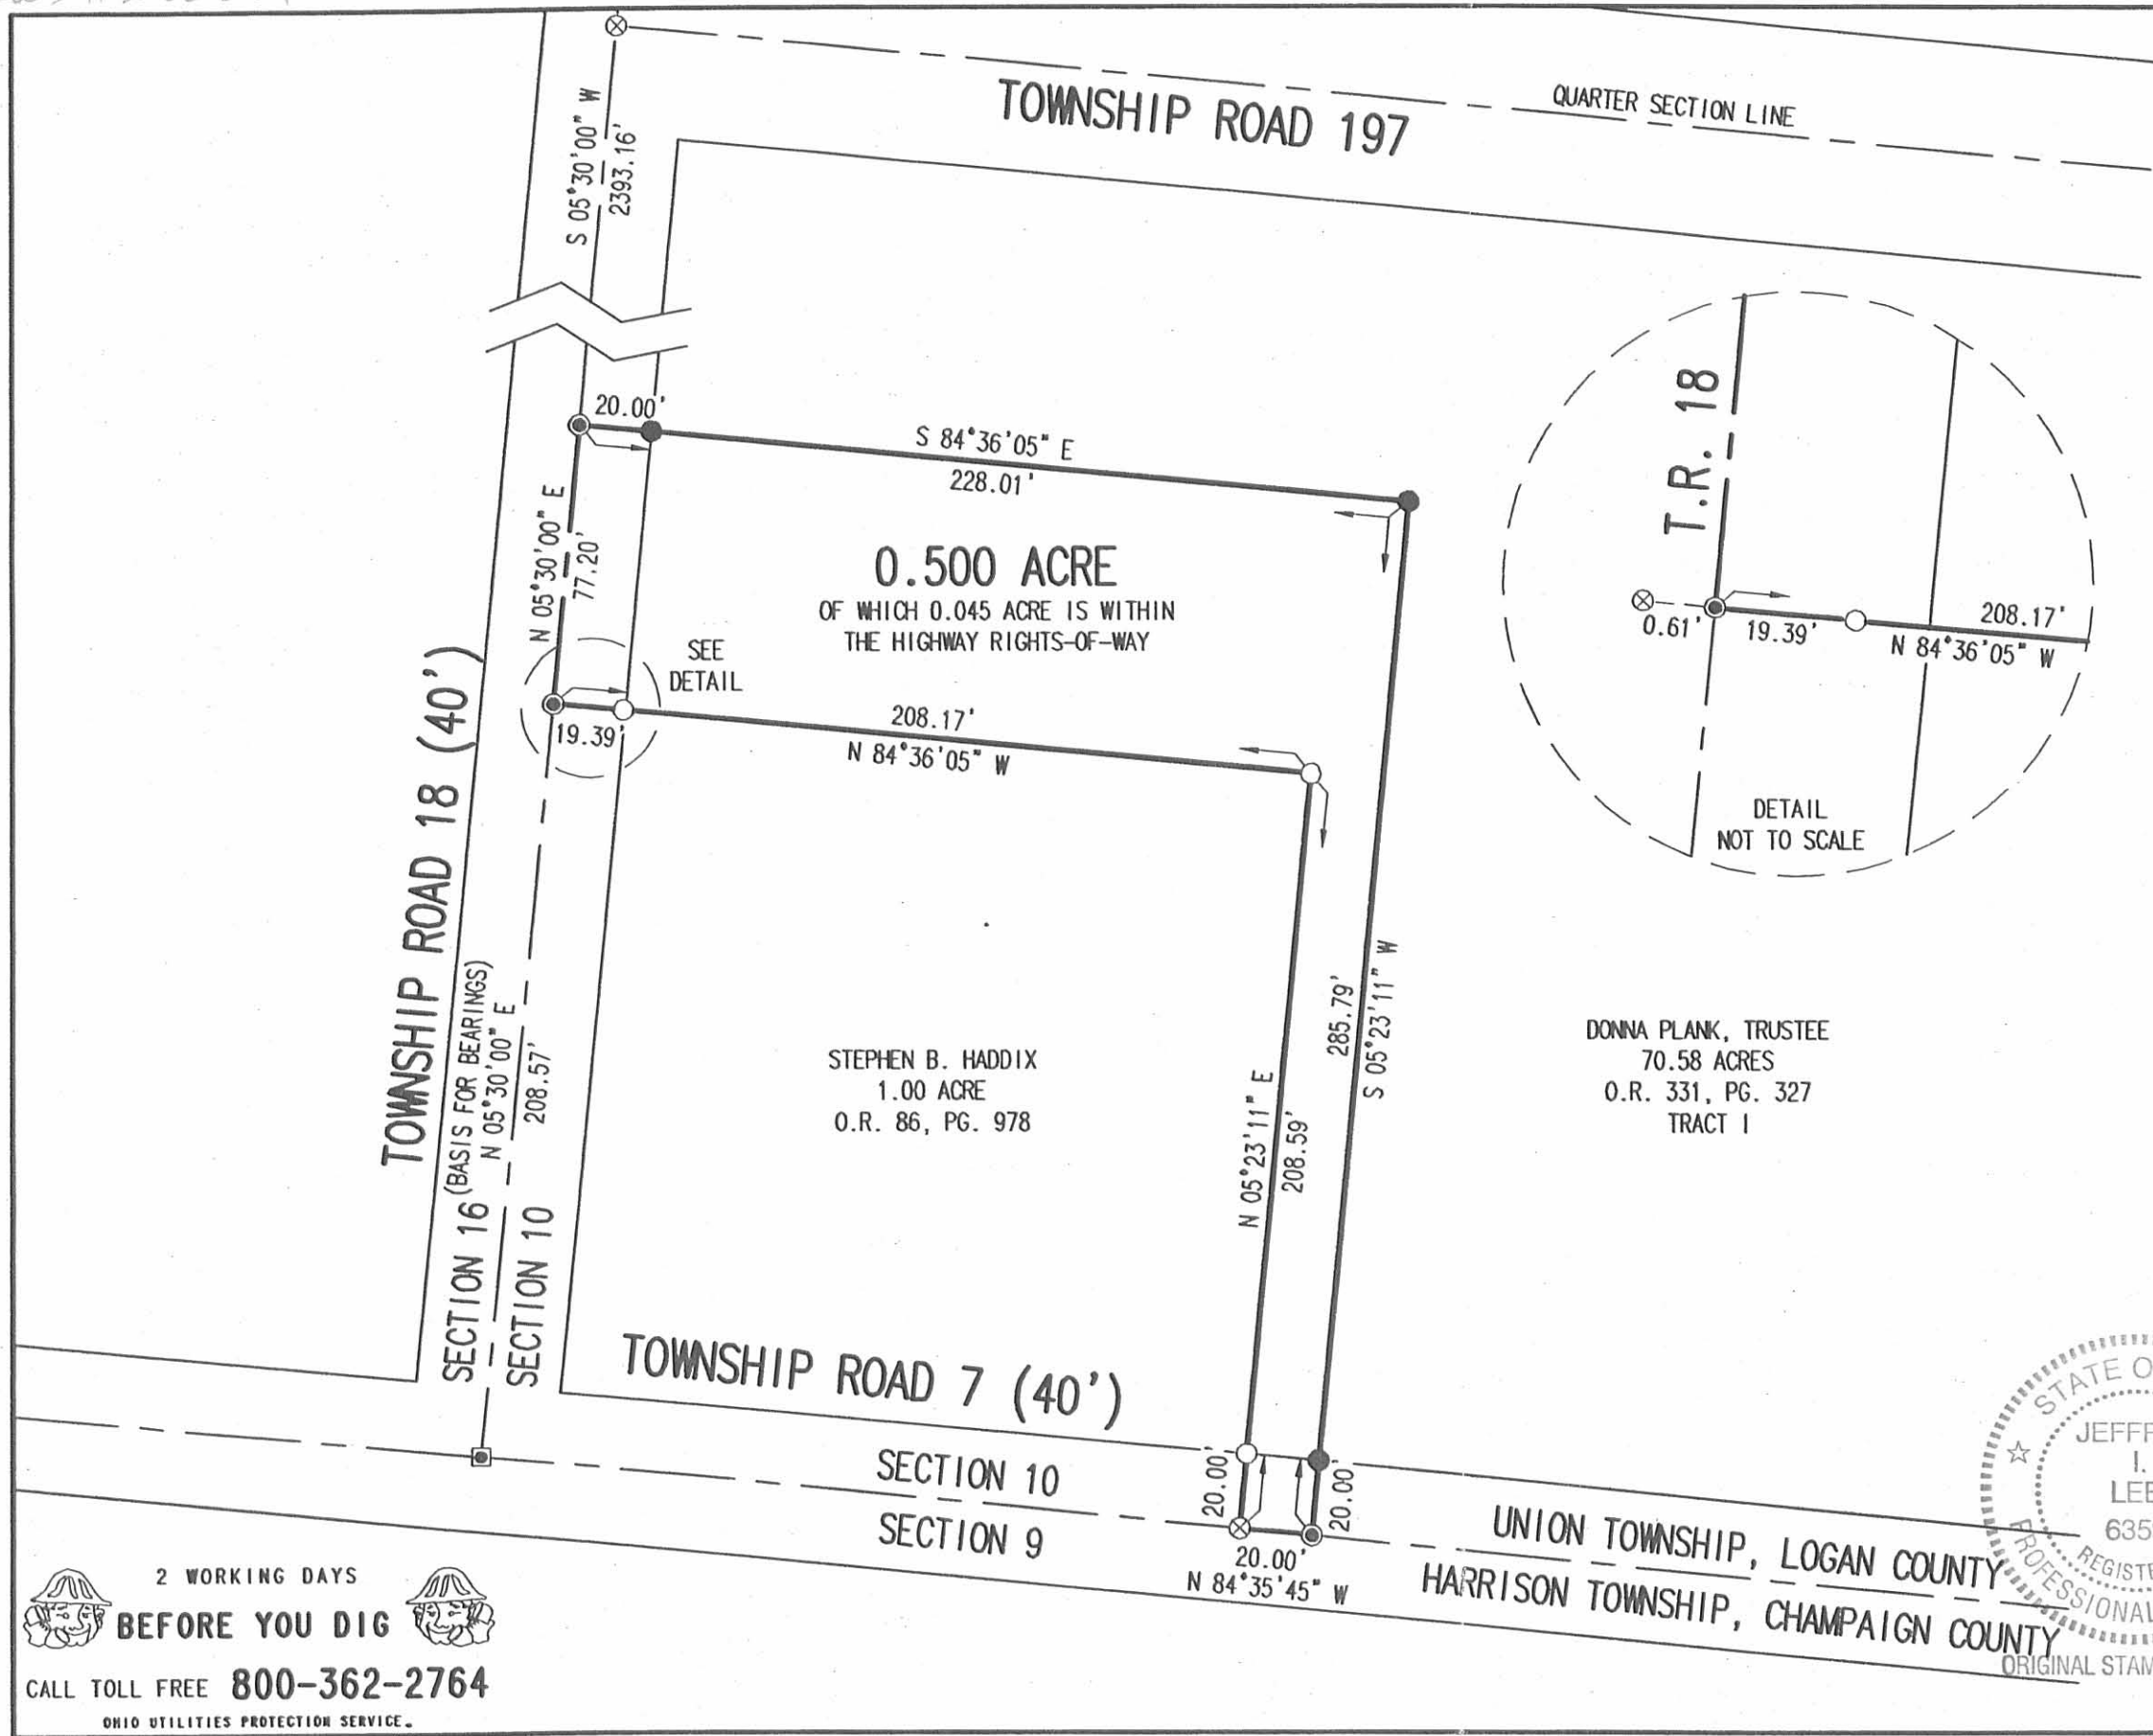 TOWNSHIP ROAD 197
QUARTER SECTION LINE
S 05°30'00" W
2393.16'
20.00'
S 84°36'05" E
228.01'
N 05°30'00" E
77.20'
0.500 ACRE
OF WHICH 0.045 ACRE IS WITHIN
THE HIGHWAY RIGHTS-OF-WAY
SEE
DETAIL
19.39'
208.17'
N 84°36'05" W
T.R. 18
0.61'
19.39'
208.17'
N 84°36'05" W
DETAIL
NOT TO SCALE
TOWNSHIP ROAD 18 (40')
(BASIS FOR BEARINGS)
N 05°30'00" E
208.57'
SECTION 16
SECTION 10
STEPHEN B. HADDIX
1.00 ACRE
O.R. 86, PG. 978
N 05°23'11" E
208.59'
285.79'
S 05°23'11" W
DONNA PLANK, TRUSTEE
70.58 ACRES
O.R. 331, PG. 327
TRACT I
TOWNSHIP ROAD 7 (40')
SECTION 10
SECTION 9
20.00'
20.00'
20.00'
N 84°35'45" W
UNION TOWNSHIP, LOGAN COUNTY
HARRISON TOWNSHIP, CHAMPAIGN COUNTY
STATE O
JEFFR
I.
LEE
635
REGISTE
PROFESSIONAL
ORIGINAL STAM
2 WORKING DAYS
BEFORE YOU DIG
CALL TOLL FREE 800-362-2764
OHIO UTILITIES PROTECTION SERVICE.